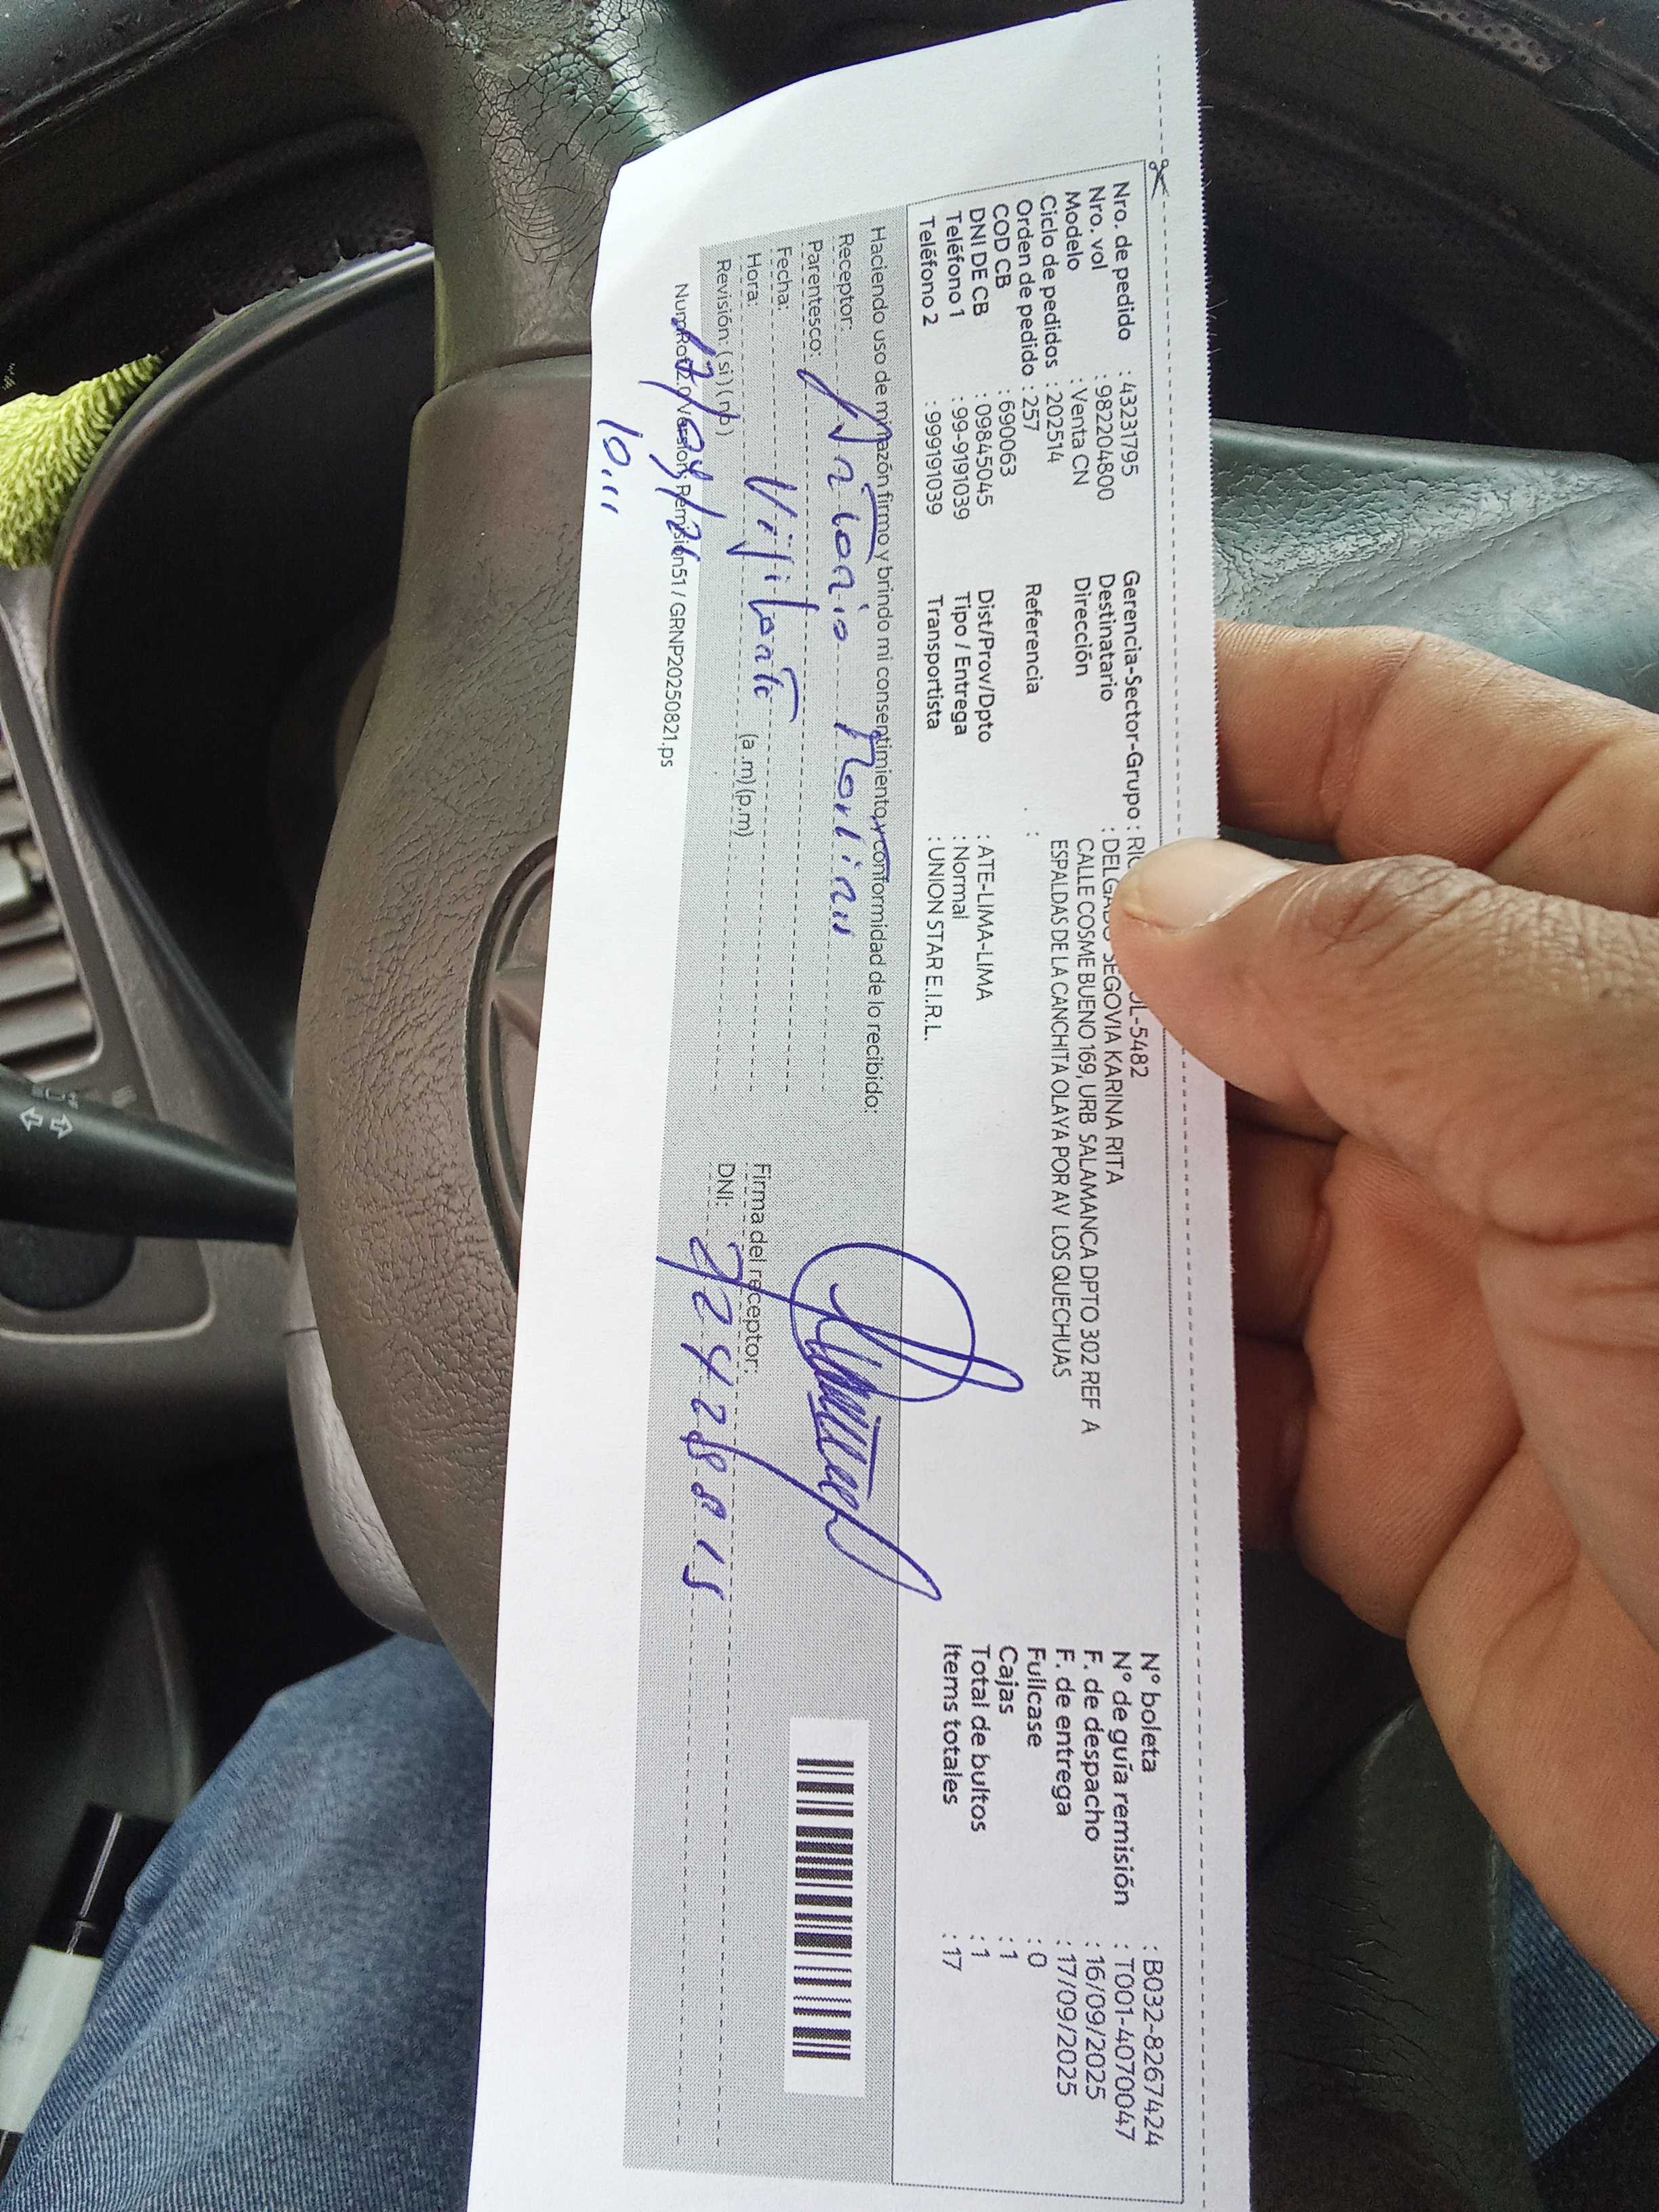 Nro. de pedido : 43231795
Nro. vol : 982204800
Modelo : Venta CN
Ciclo de pedidos : 202514
Orden de pedido : 257
COD CB : 690063
DNI DE CB : 09845045
Teléfono 1 : 99-9191039
Teléfono 2 : 999191039
Gerencia-Sector-Grupo : -5482
Destinatario : SEGOVIA KARINA RITA
Dirección CALLE COSME BUENO 169, URB SALAMANCA DPTO 302 REF A
ESPALDAS DE LA CANCHITA OLAYA POR AV LOS QUECHUAS
Referencia :
Dist/Prov/Dpto : ATE-LIMA-LIMA
Tipo / Entrega : Normal
Transportista : UNION STAR E.I.R.L.
N° boleta : B032-8267424
N° de guía remisión : T001-4070047
F. de despacho : 16/09/2025
F. de entrega : 17/09/2025
Fullcase : 0
Cajas : 1
Total de bultos : 1
Items totales : 17
Haciendo uso de mi razón firmo y brindo mi consentimiento y conformidad de lo recibido:
Receptor: Antonio
Parentesco: Vijilante
Fecha:
Hora: (a .m) (p.m)
Revisión: ( si ) ( no )
Firma del receptor:
DNI:
GRNP20250821.ps
10.11